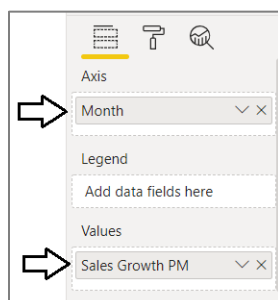 Axis
Month
Legend
Add data fields here
Values
Sales Growth PM